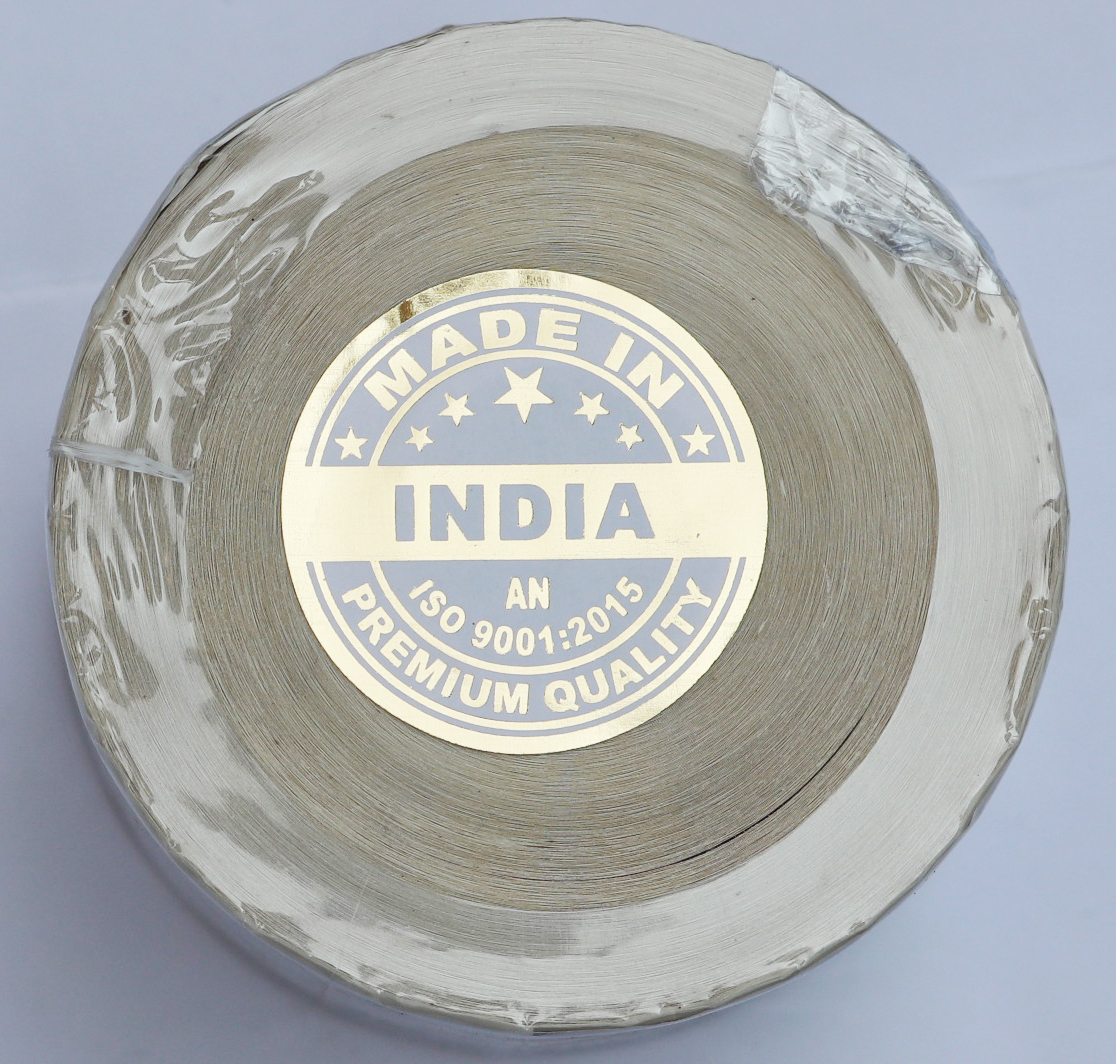 MADE IN
INDIA
AN
ISO 9001:2015
PREMIUM QUALITY